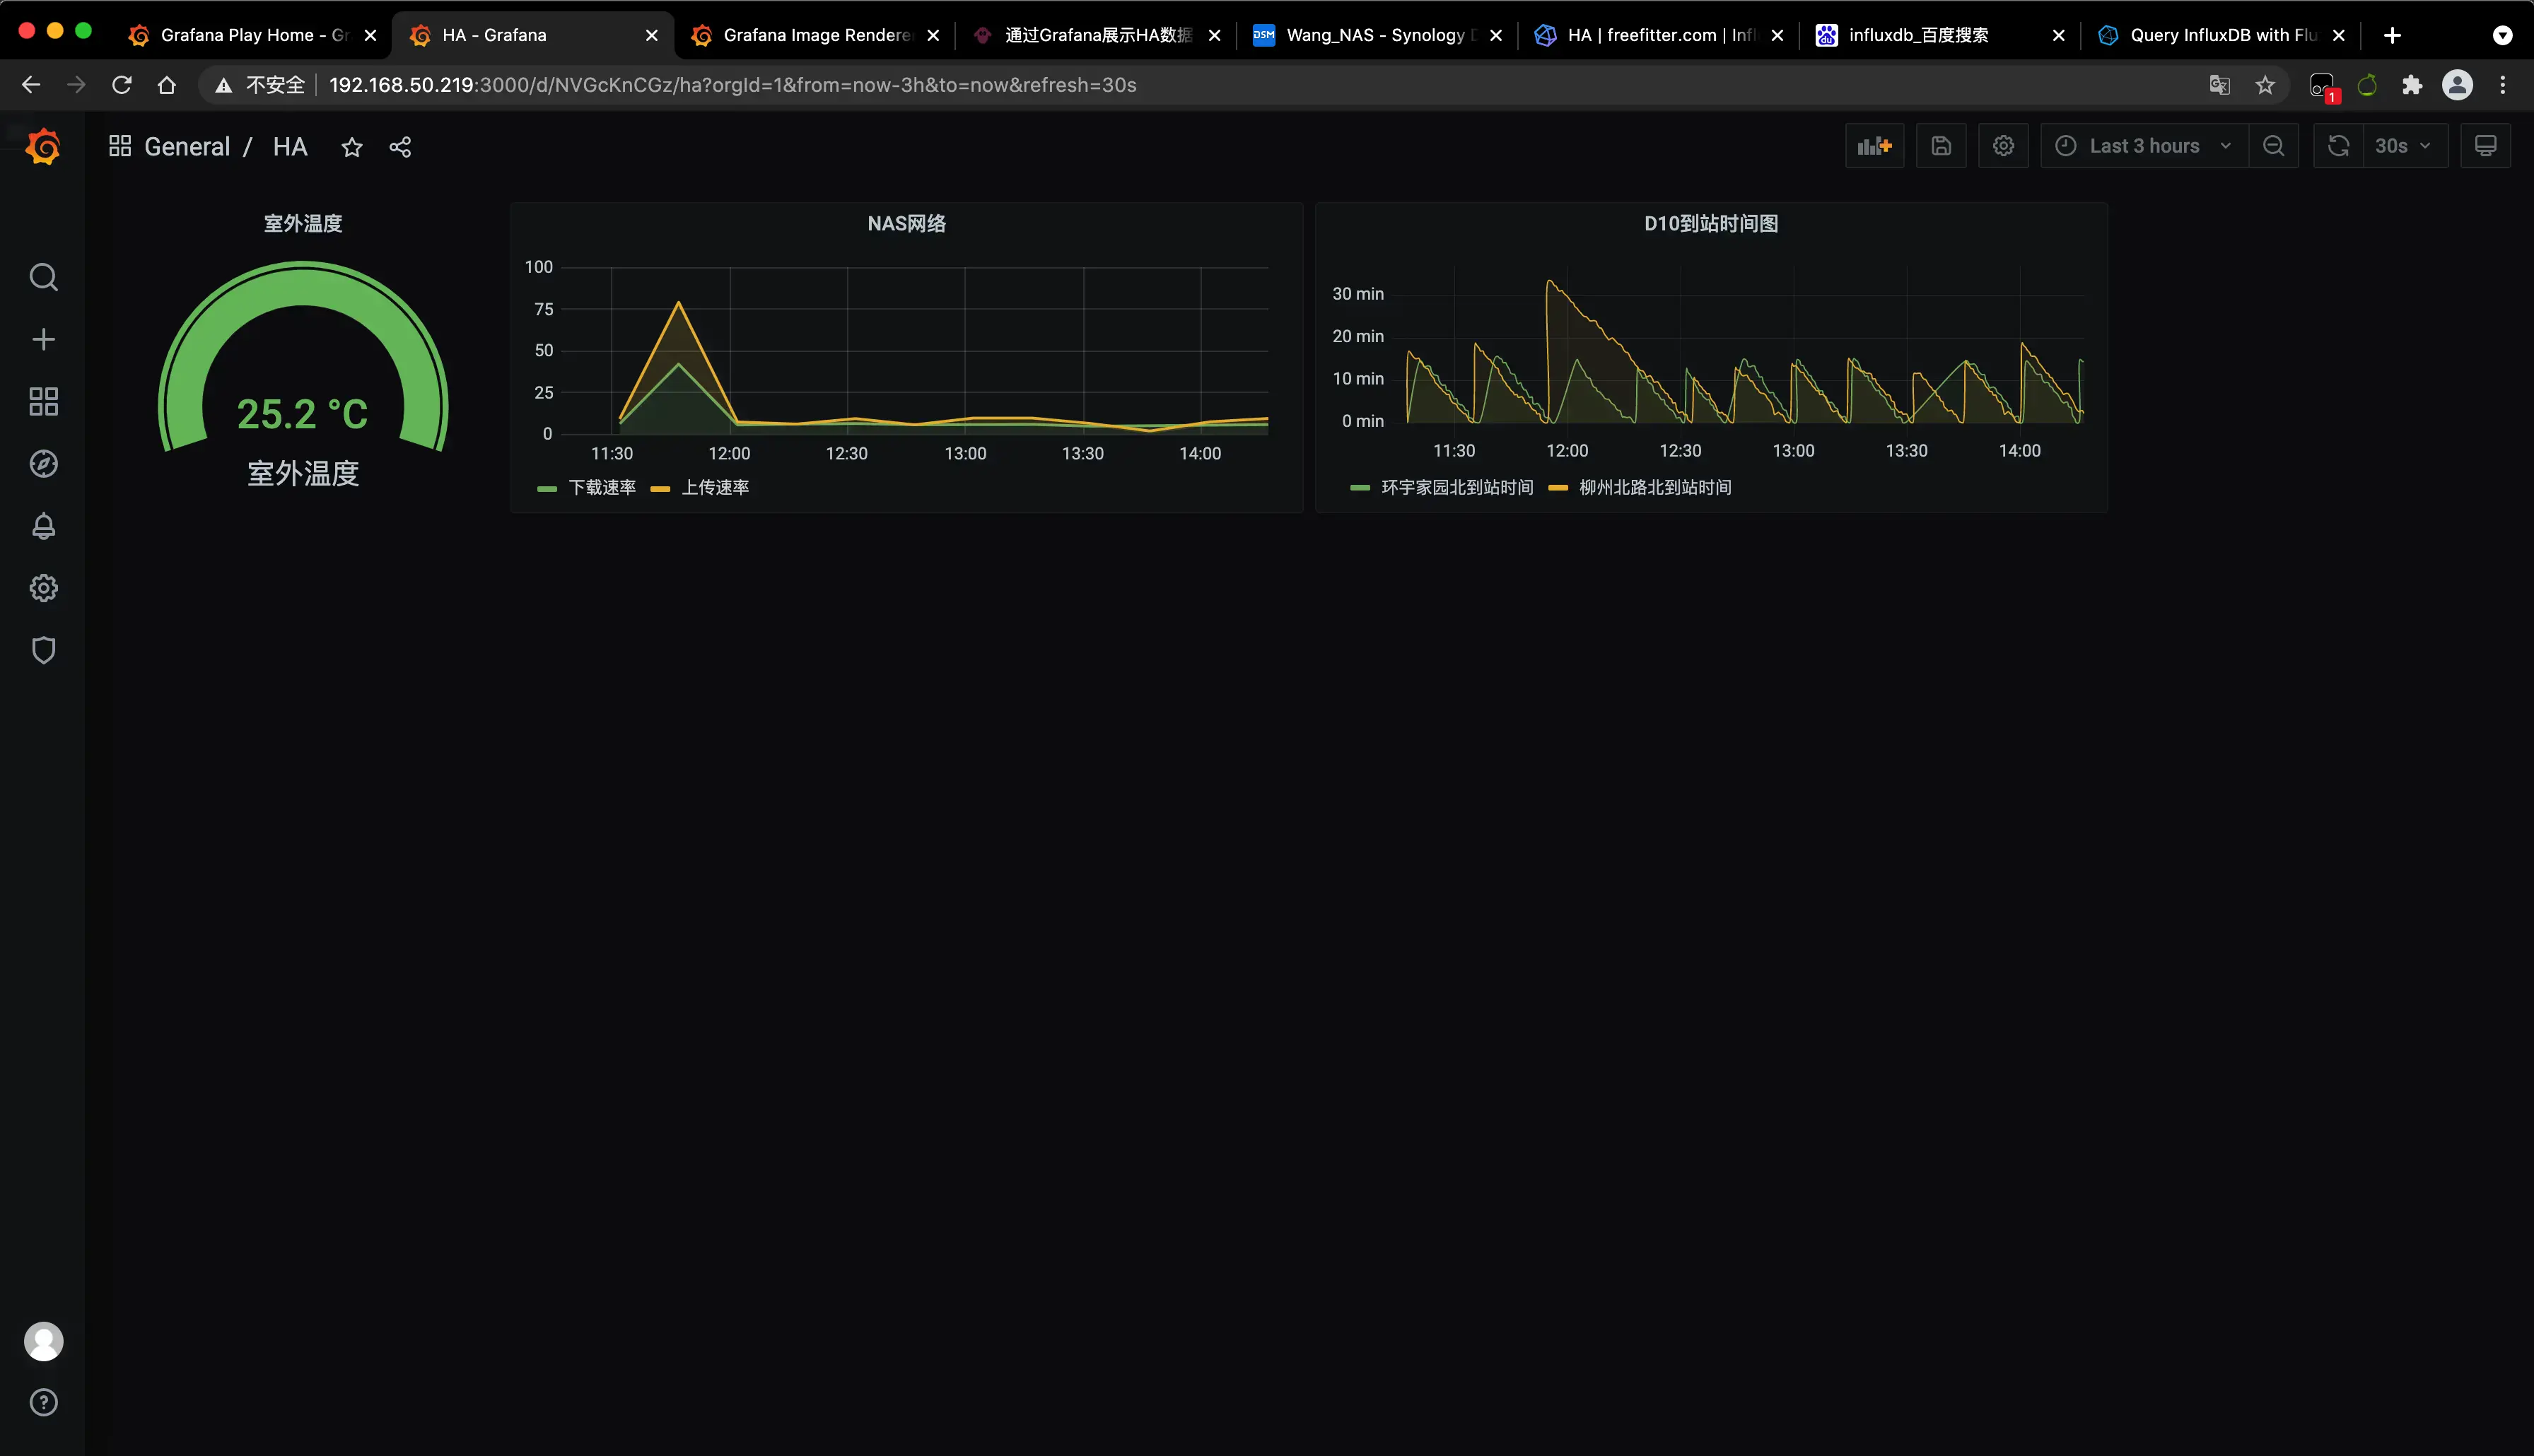 Grafana Play Home - Gr
HA - Grafana
Grafana Image Rendere
通过Grafana展示HA数据
DSM Wang_NAS - Synology D
HA | freefitter.com | Infl
du influxdb_百度搜索
Query InfluxDB with Flu
不安全 192.168.50.219:3000/d/NVGcKnCGz/ha?orgId=1&from=now-3h&to=now&refresh=30s
1
General / HA
Last 3 hours
30s
室外温度
25.2 °C
室外温度
NAS网络
100
75
50
25
0
11:30 12:00 12:30 13:00 13:30 14:00
下载速率 上传速率
D10到站时间图
30 min
20 min
10 min
0 min
11:30 12:00 12:30 13:00 13:30 14:00
环宇家园北到站时间 柳州北路北到站时间